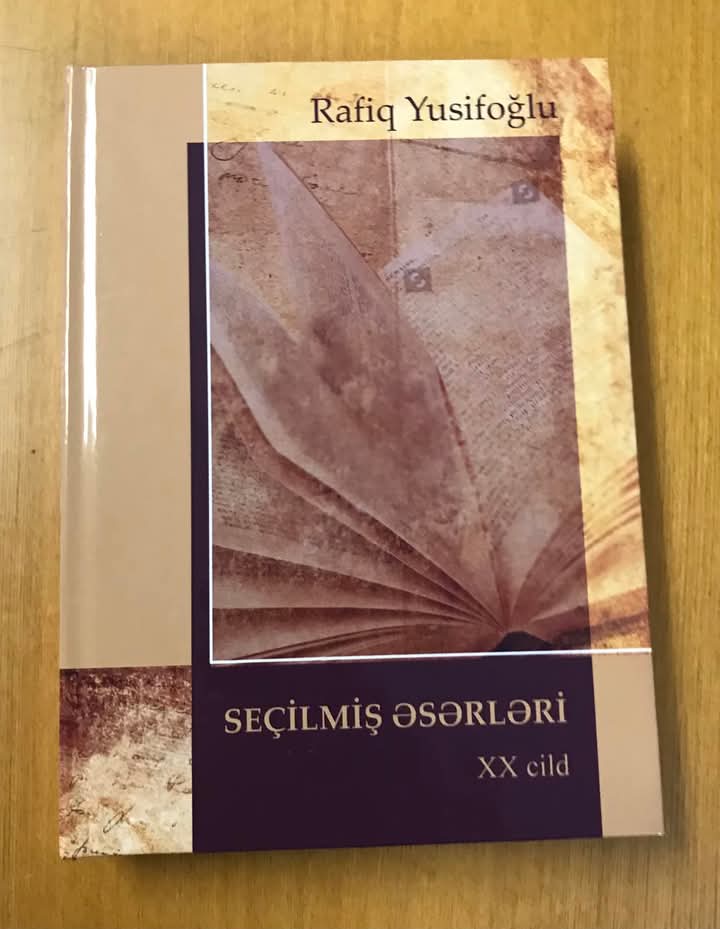 Rafiq Yusifoğlu
SEÇİLMİŞ ƏSƏRLƏRİ
XX cild